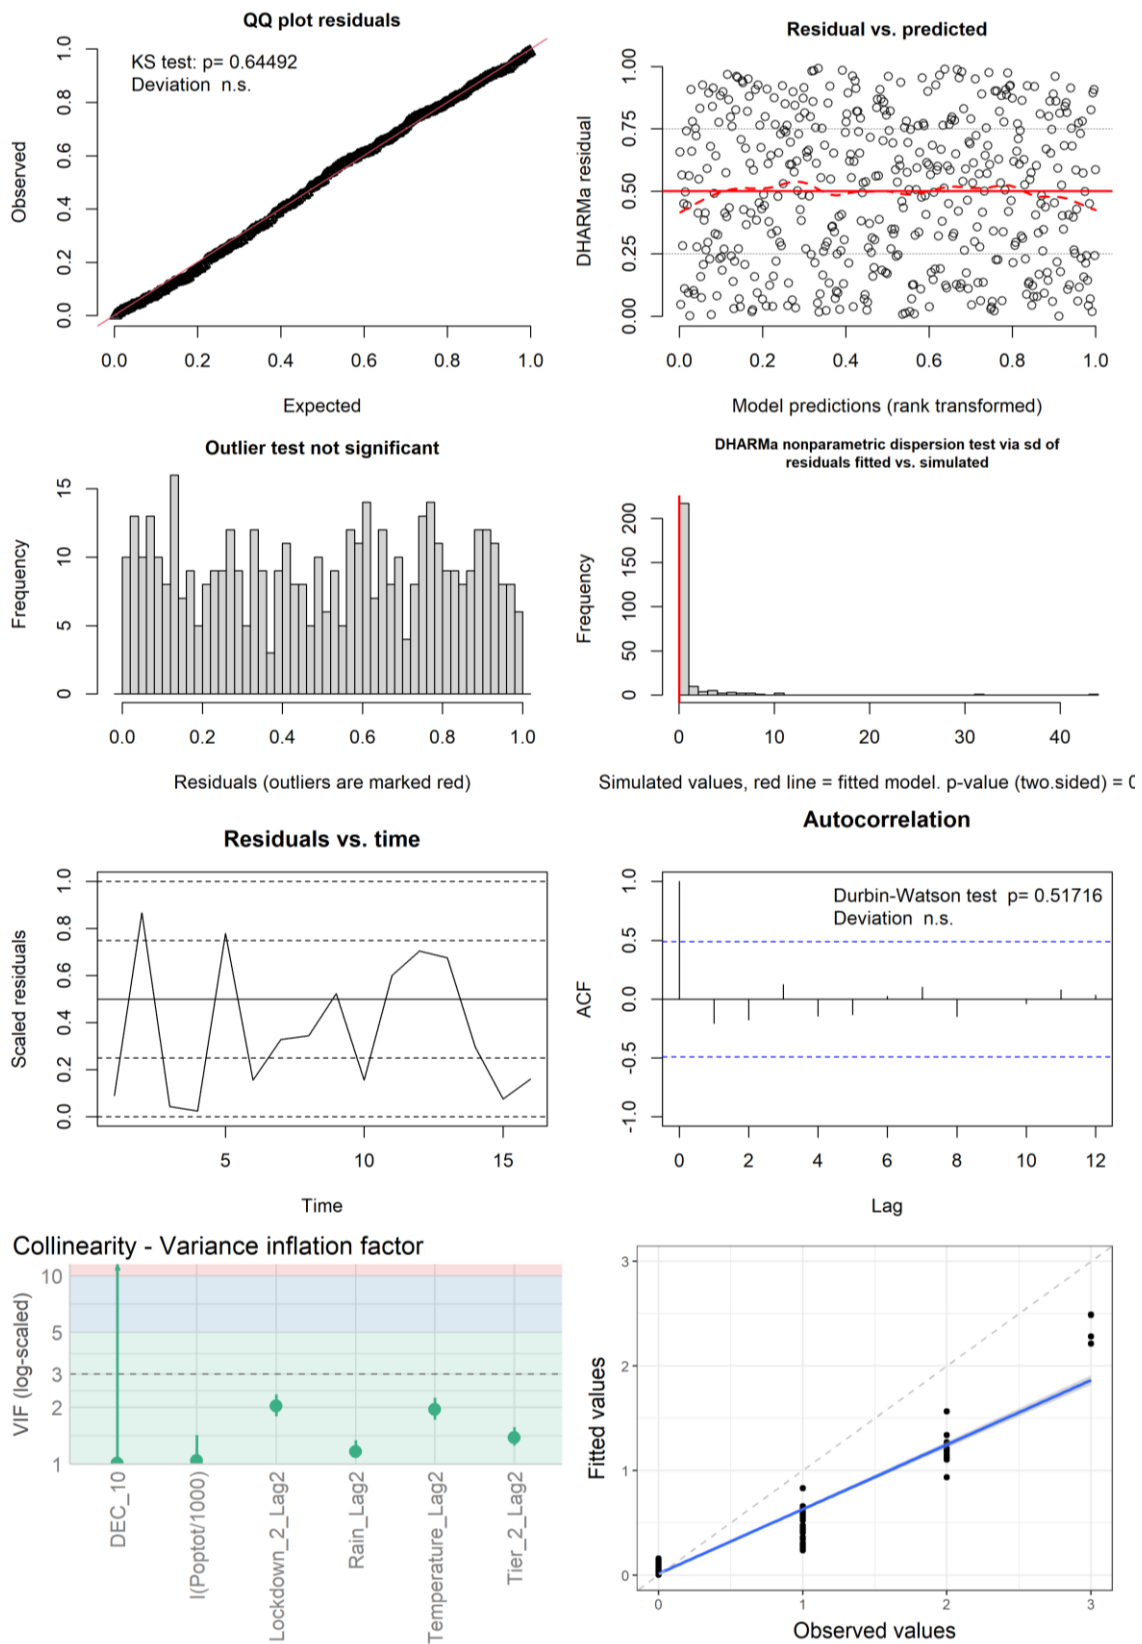 QQ plot residuals
KS test: p= 0.64492
Deviation n.s.
Observed
0.0 0.2 0.4 0.6 0.8 1.0
0.0 0.2 0.4 0.6 0.8 1.0
Expected
Residual vs. predicted
DHARMa residual
0.00 0.25 0.50 0.75 1.00
0.0 0.2 0.4 0.6 0.8 1.0
Model predictions (rank transformed)
Outlier test not significant
Frequency
0 5 10 15
0.0 0.2 0.4 0.6 0.8 1.0
Residuals (outliers are marked red)
DHARMa nonparametric dispersion test via sd of
residuals fitted vs. simulated
Frequency
0 50 100 150 200
0 10 20 30 40
Simulated values, red line = fitted model. p-value (two.sided) = 0
Residuals vs. time
Scaled residuals
0.0 0.2 0.4 0.6 0.8 1.0
5 10 15
Time
Autocorrelation
Durbin-Watson test p= 0.51716
Deviation n.s.
ACF
-1.0 -0.5 0.0 0.5 1.0
0 2 4 6 8 10 12
Lag
Collinearity - Variance inflation factor
VIF (log-scaled)
10
5
3
2
1
DEC_10
I(Poptot/1000)
Lockdown_2_Lag2
Rain_Lag2
Temperature_Lag2
Tier_2_Lag2
Fitted values
3
2
1
0
0 1 2 3
Observed values